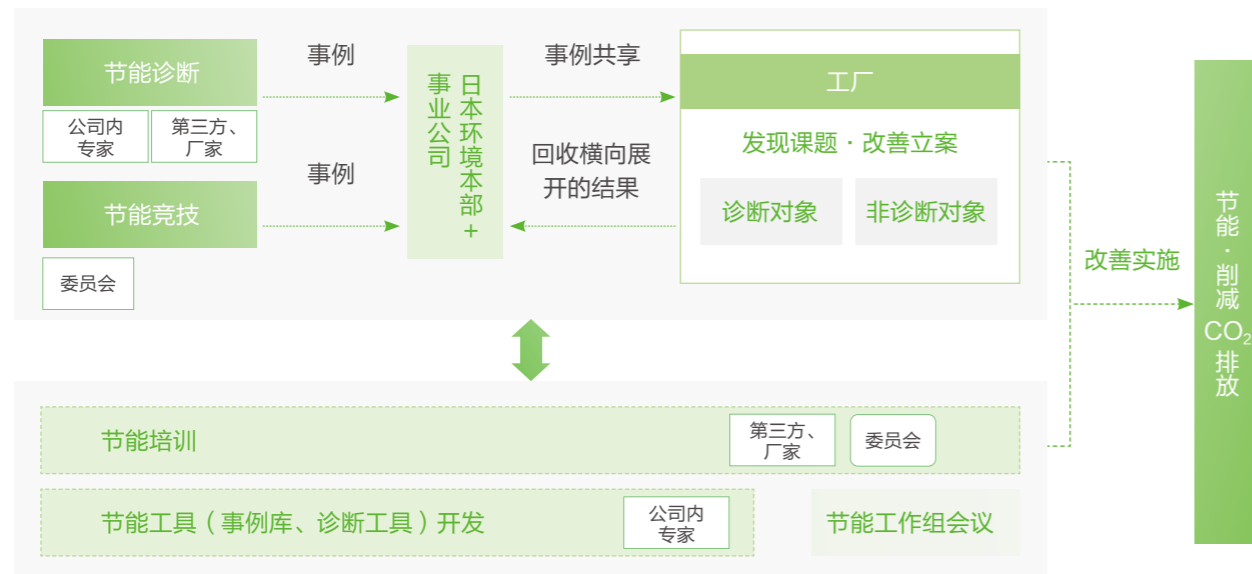 节能诊断
公司内
专家
第三方、
厂家
节能竞技
委员会
事例
事例
日本环境本部+
事业公司
事例共享
回收横向展
开的结果
工厂
发现课题·改善立案
诊断对象
非诊断对象
节能培训
第三方、
厂家
委员会
节能工具(事例库、诊断工具)开发
公司内
专家
节能工作组会议
改善实施
节能·削减CO₂排放